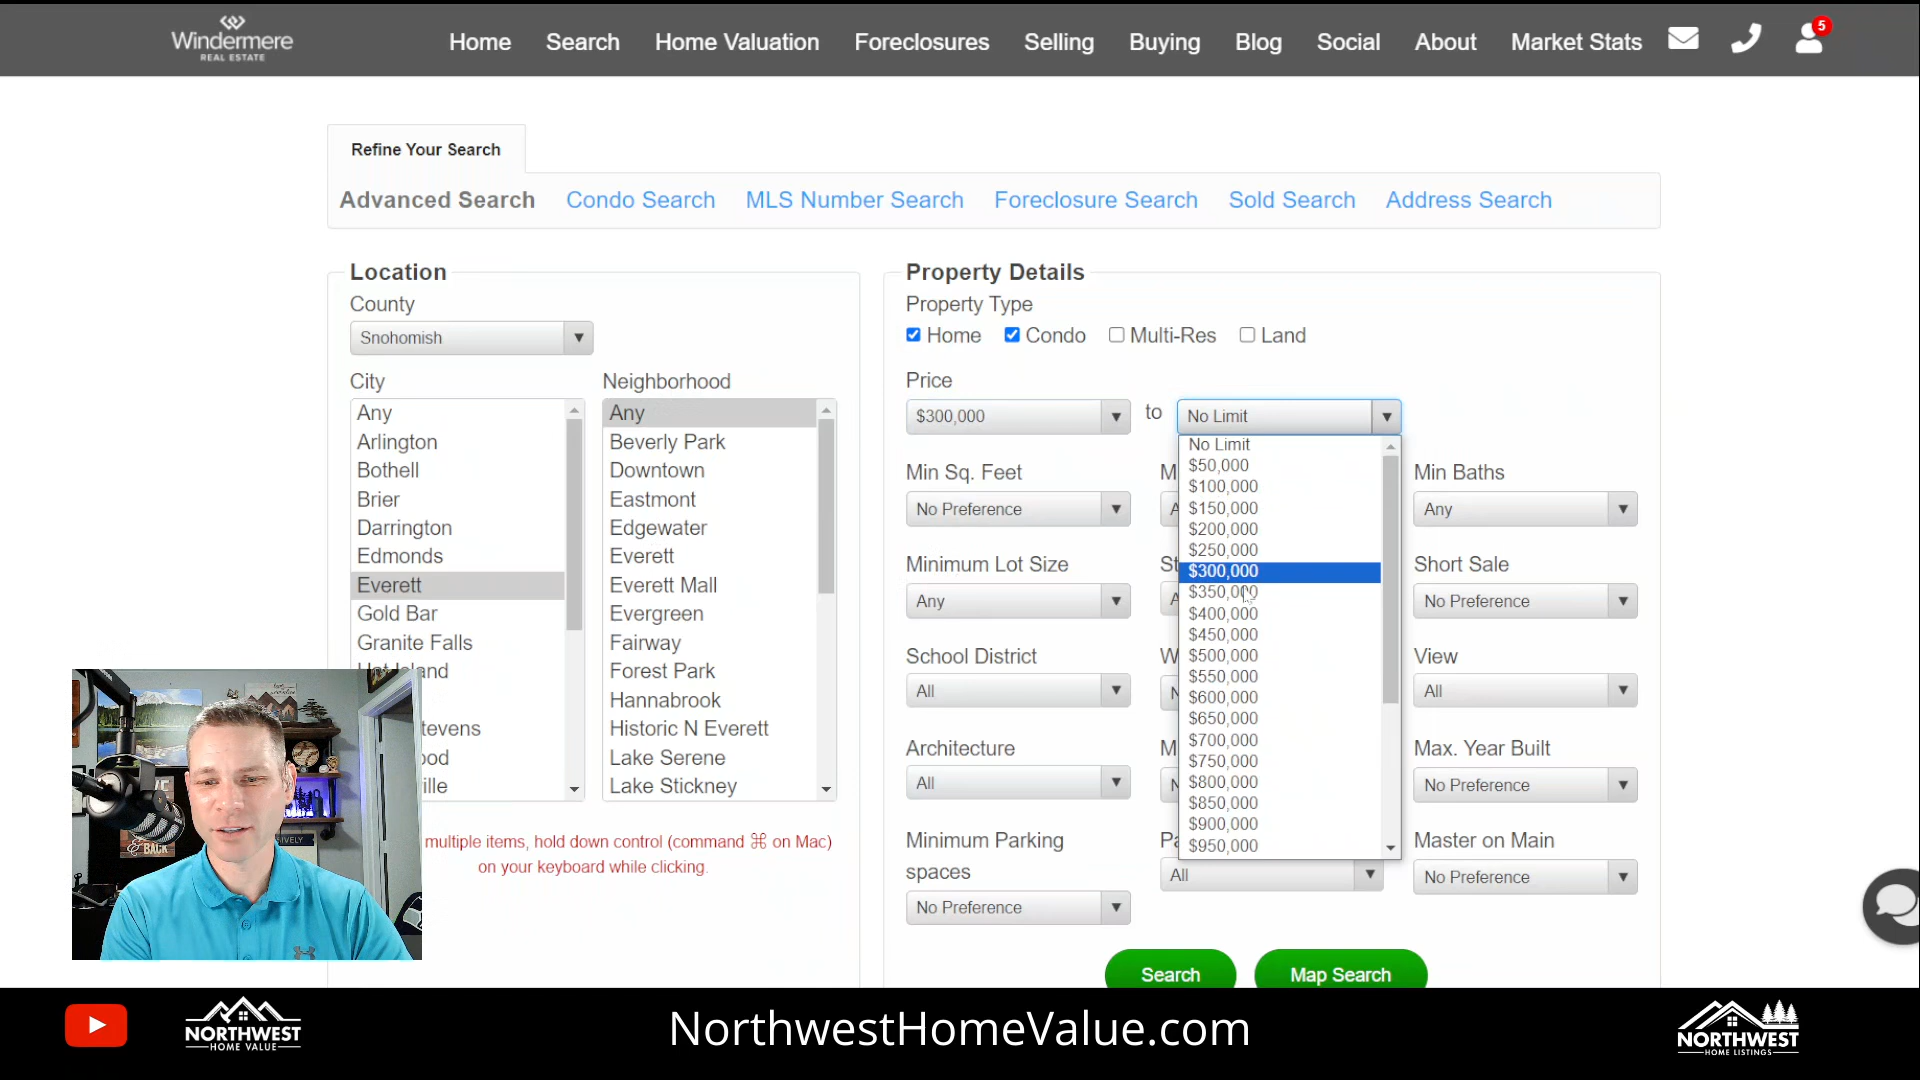 Windermere
REAL ESTATE
Home Search Home Valuation Foreclosures Selling Buying Blog Social About Market Stats
5
Refine Your Search
Advanced Search Condo Search MLS Number Search Foreclosure Search Sold Search Address Search
Location
County
Snohomish
City
Any
Arlington
Bothell
Brier
Darrington
Edmonds
Everett
Gold Bar
Granite Falls
tevens
ood
ville
Neighborhood
Any
Beverly Park
Downtown
Eastmont
Edgewater
Everett
Everett Mall
Evergreen
Fairway
Forest Park
Hannabrook
Historic N Everett
Lake Serene
Lake Stickney
multiple items, hold down control (command ⌘ on Mac)
on your keyboard while clicking.
Property Details
Property Type
Home Condo Multi-Res Land
Price
$300,000 to No Limit
No Limit
$50,000
$100,000
$150,000
$200,000
$250,000
$300,000
$350,000
$400,000
$450,000
$500,000
$550,000
$600,000
$650,000
$700,000
$750,000
$800,000
$850,000
$900,000
$950,000
Min Sq. Feet M Min Baths
No Preference A Any
Minimum Lot Size St Short Sale
Any A No Preference
School District W View
All N All
Architecture M Max. Year Built
All N No Preference
Minimum Parking Pa Master on Main
spaces
No Preference All No Preference
Search Map Search
& BACK
NORTHWEST
HOME VALUE
NorthwestHomeValue.com
NORTHWEST
HOME LISTINGS